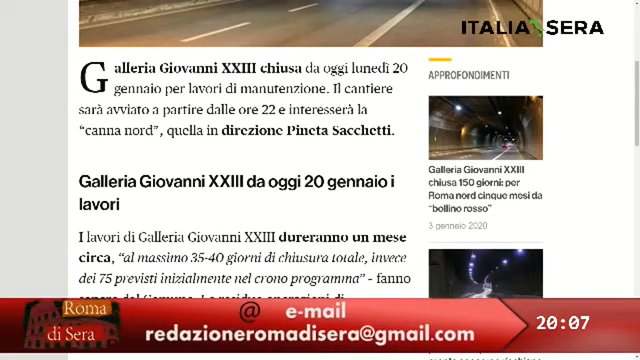 ITALIA SERA
Galleria Giovanni XXIII chiusa da oggi lunedì 20
gennaio per lavori di manutenzione. Il cantiere
sarà avviato a partire dalle ore 22 e interesserà la
“canna nord”, quella in direzione Pineta Sacchetti.
Galleria Giovanni XXIII da oggi 20 gennaio i
lavori
I lavori di Galleria Giovanni XXIII dureranno un mese
circa, “al massimo 35-40 giorni di chiusura totale, invece
dei 75 previsti inizialmente nel crono programma” - fanno
APPROFONDIMENTI
Galleria Giovanni XXIII
chiusa 150 giorni: per
Roma nord cinque mesi da
“bollino rosso”
3 gennaio 2020
Roma
di Sera
@ e-mail
redazioneromadisera@gmail.com
20:07